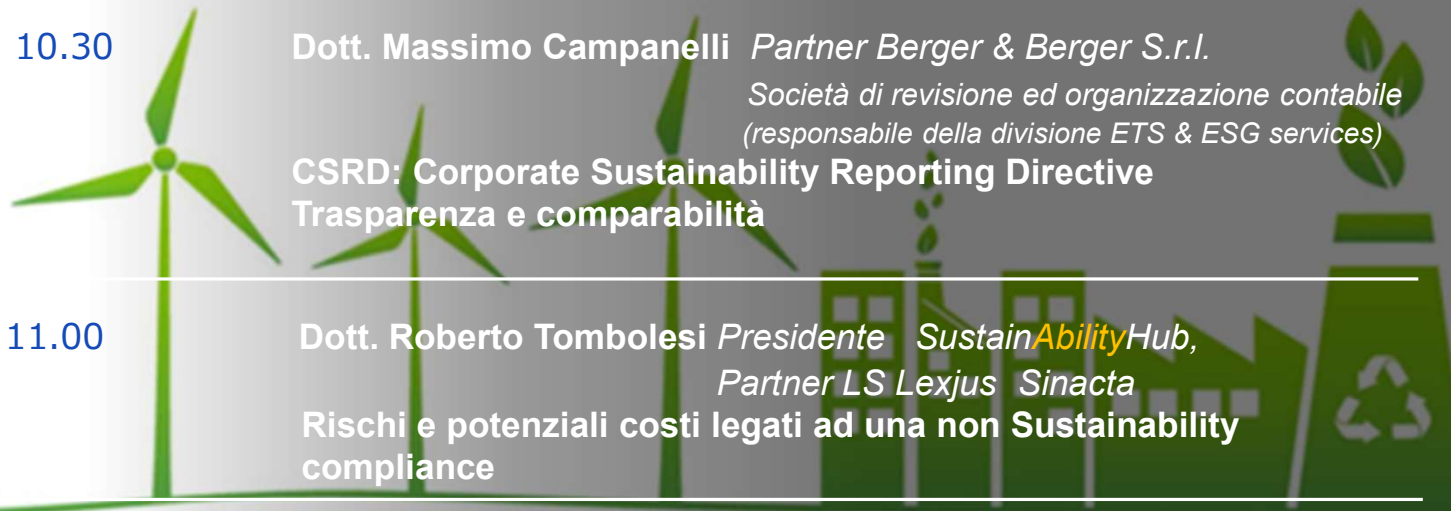 10.30 Dott. Massimo Campanelli Partner Berger & Berger S.r.l.
Società di revisione ed organizzazione contabile
(responsabile della divisione ETS & ESG services)
CSRD: Corporate Sustainability Reporting Directive
Trasparenza e comparabilità
11.00 Dott. Roberto Tombolesi Presidente SustainAbilityHub,
Partner LS Lexjus Sinacta
Rischi e potenziali costi legati ad una non Sustainability
compliance